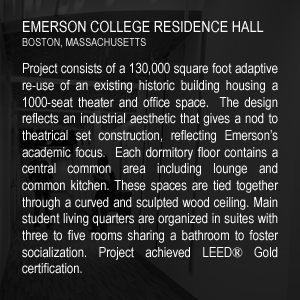 EMERSON COLLEGE RESIDENCE HALL
BOSTON, MASSACHUSETTS
Project consists of a 130,000 square foot adaptive
re-use of an existing historic building housing a
1000-seat theater and office space. The design
reflects an industrial aesthetic that gives a nod to
theatrical set construction, reflecting Emerson's
academic focus. Each dormitory floor contains a
central common area including lounge and
common kitchen. These spaces are tied together
through a curved and sculpted wood ceiling. Main
student living quarters are organized in suites with
three to five rooms sharing a bathroom to foster
socialization. Project achieved LEED® Gold
certification.